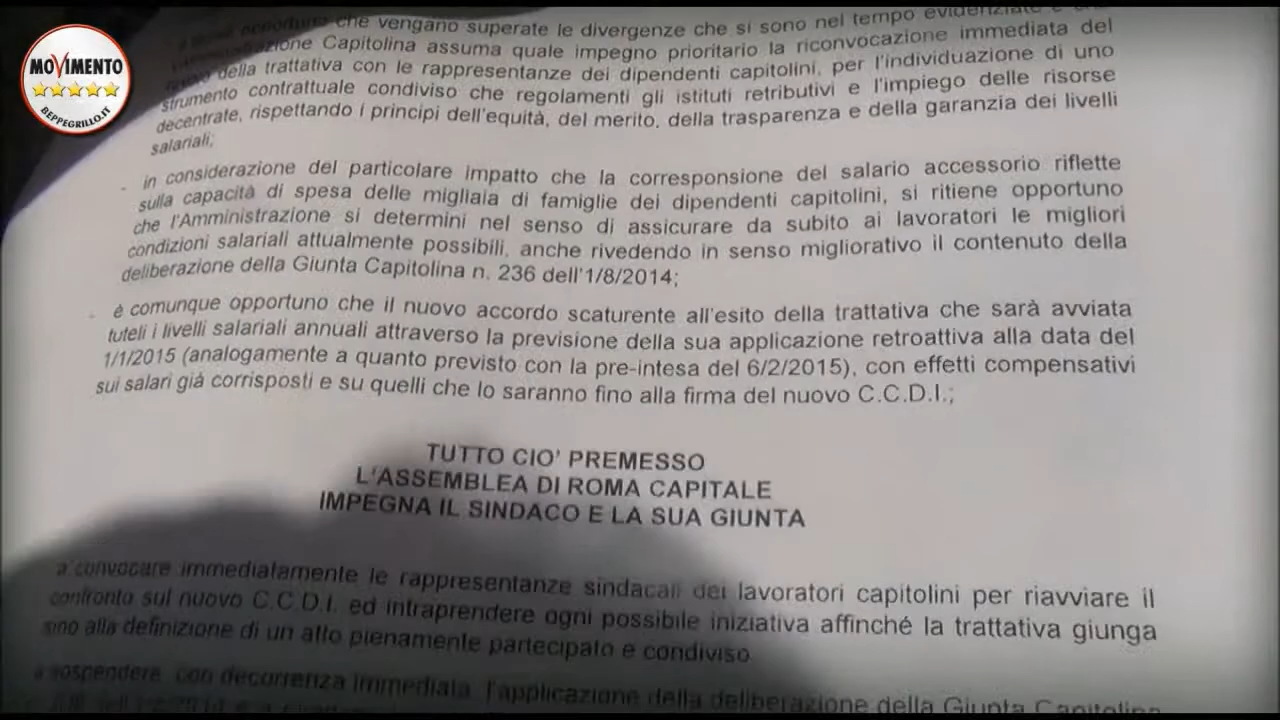 MOVIMENTO
BEPPEGRILLO.IT
che vengano superate le divergenze che si sono nel tempo
Capitolina assuma quale impegno prioritario la riconvocazione immediata del
della trattativa con le rappresentanze dei dipendenti capitolini, per l'individuazione di uno
strumento contrattuale condiviso che regolamenti gli istituti retributivi e l'impiego delle risorse
decentrate, rispettando i principi dell'equità, del merito, della trasparenza e della garanzia dei livelli
salariali;
- in considerazione del particolare impatto che la corresponsione del salario accessorio riflette
sulla capacità di spesa delle migliaia di famiglie dei dipendenti capitolini, si ritiene opportuno
che l'Amministrazione si determini nel senso di assicurare da subito ai lavoratori le migliori
condizioni salariali attualmente possibili, anche rivedendo in senso migliorativo il contenuto della
deliberazione della Giunta Capitolina n. 236 dell'1/8/2014;
- è comunque opportuno che il nuovo accordo scaturente all'esito della trattativa che sarà avviata
tuteli i livelli salariali annuali attraverso la previsione della sua applicazione retroattiva alla data del
1/1/2015 (analogamente a quanto previsto con la pre-intesa del 6/2/2015), con effetti compensativi
sui salari già corrisposti e su quelli che lo saranno fino alla firma del nuovo C.C.D.I.;
TUTTO CIO' PREMESSO
L'ASSEMBLEA DI ROMA CAPITALE
IMPEGNA IL SINDACO E LA SUA GIUNTA
a convocare immediatamente le rappresentanze sindacali dei lavoratori capitolini per riavviare il
confronto sul nuovo C.C.D.I. ed intraprendere ogni possibile iniziativa affinché la trattativa giunga
sino alla definizione di un atto pienamente partecipato e condiviso
a sospendere, con decorrenza immediata, l'applicazione della deliberazione della Giunta Capitolina